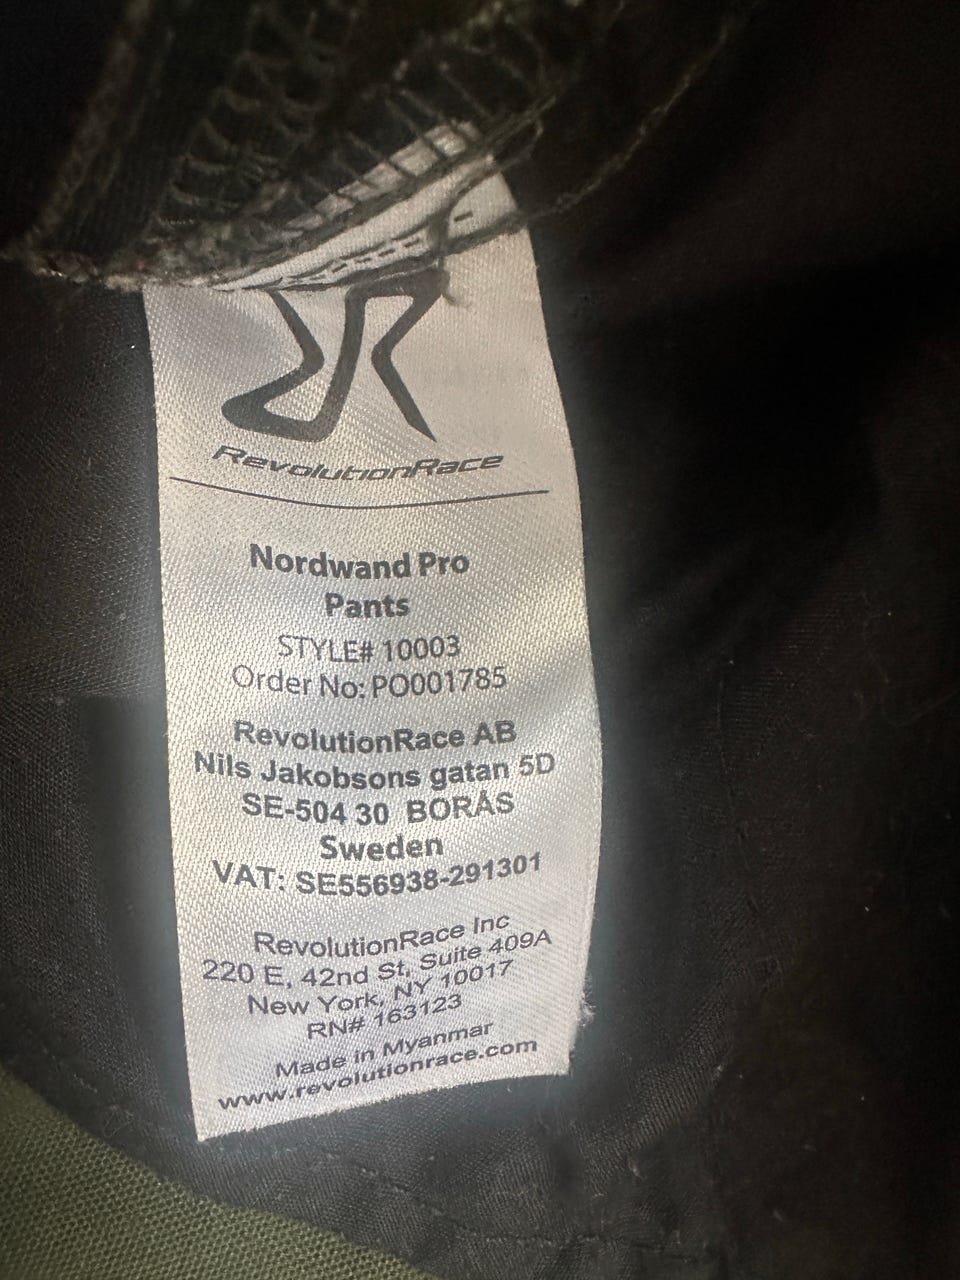 RevolutionRace
Nordwand Pro
Pants
STYLE# 10003
Order No: PO001785
RevolutionRace AB
Nils Jakobsons gatan 5D
SE-504 30 BORÅS
Sweden
VAT: SE556938-291301
RevolutionRace Inc
220 E, 42nd St, Suite 409A
New York, NY 10017
RN# 163123
Made in Myanmar
www.revolutionrace.com